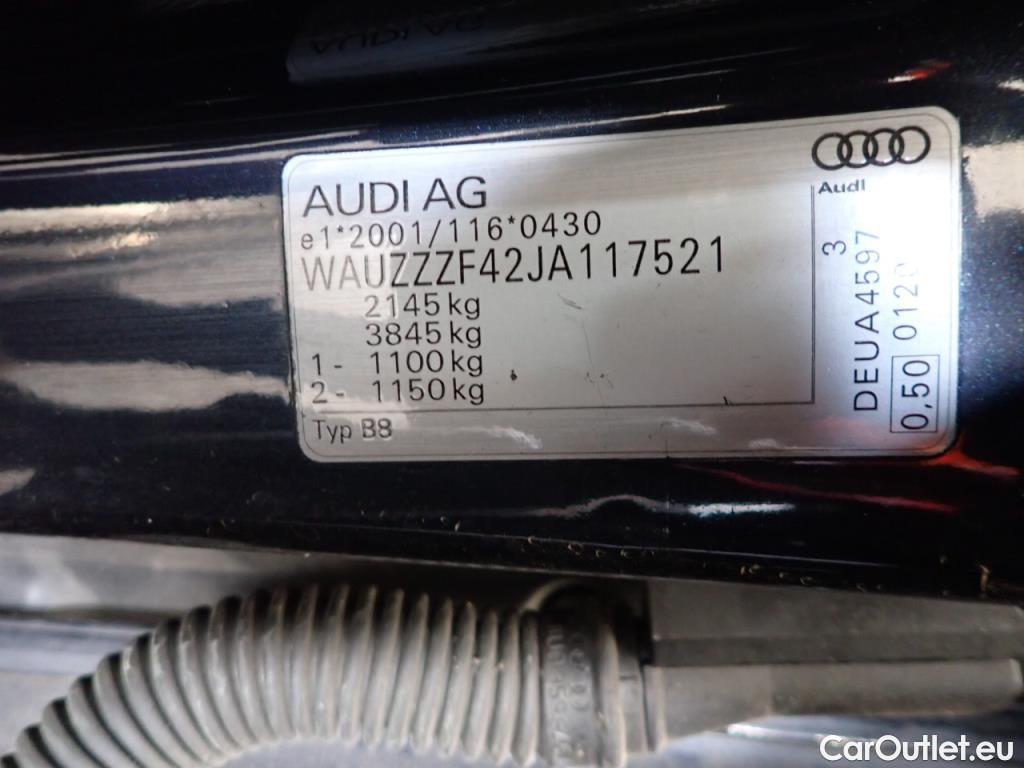 AUDI AG
e1*2001/116*0430
WAUZZZF42JA117521
2145 kg
3845 kg
1- 1100 kg
2- 1150 kg
Typ B8
Audi
3
DEUA4597
0,50
CarOutlet.eu